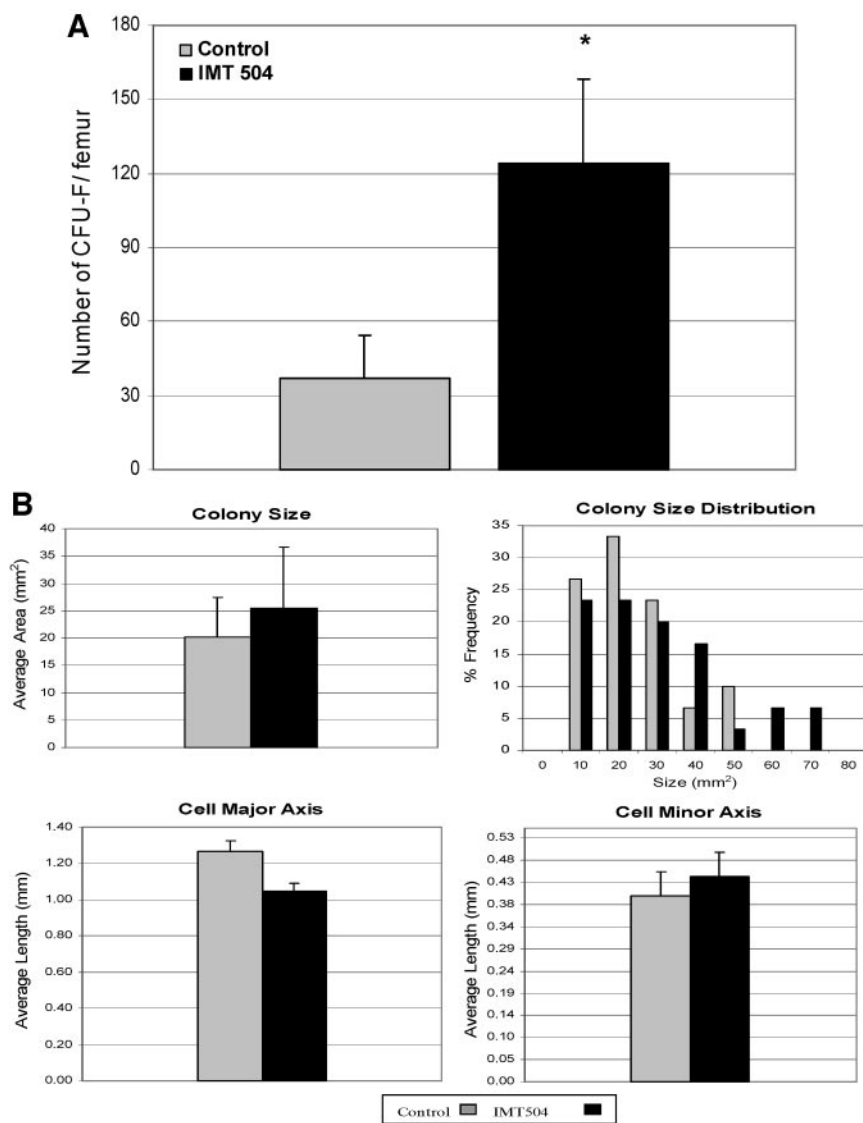 A
Number of CFU-F/ femur
180
150
120
90
60
30
0
Control
IMT 504
*
B
Colony Size
Average Area (mm²)
40
35
30
25
20
15
10
5
0
Colony Size Distribution
% Frequency
35
30
25
20
15
10
5
0
0 10 20 30 40 50 60 70 80
Size (mm²)
Cell Major Axis
Average Length (mm)
1.40
1.20
1.00
0.80
0.60
0.40
0.20
0.00
Cell Minor Axis
Average Length (mm)
0.53
0.48
0.43
0.38
0.34
0.29
0.24
0.19
0.14
0.10
0.05
0.00
Control IMT504